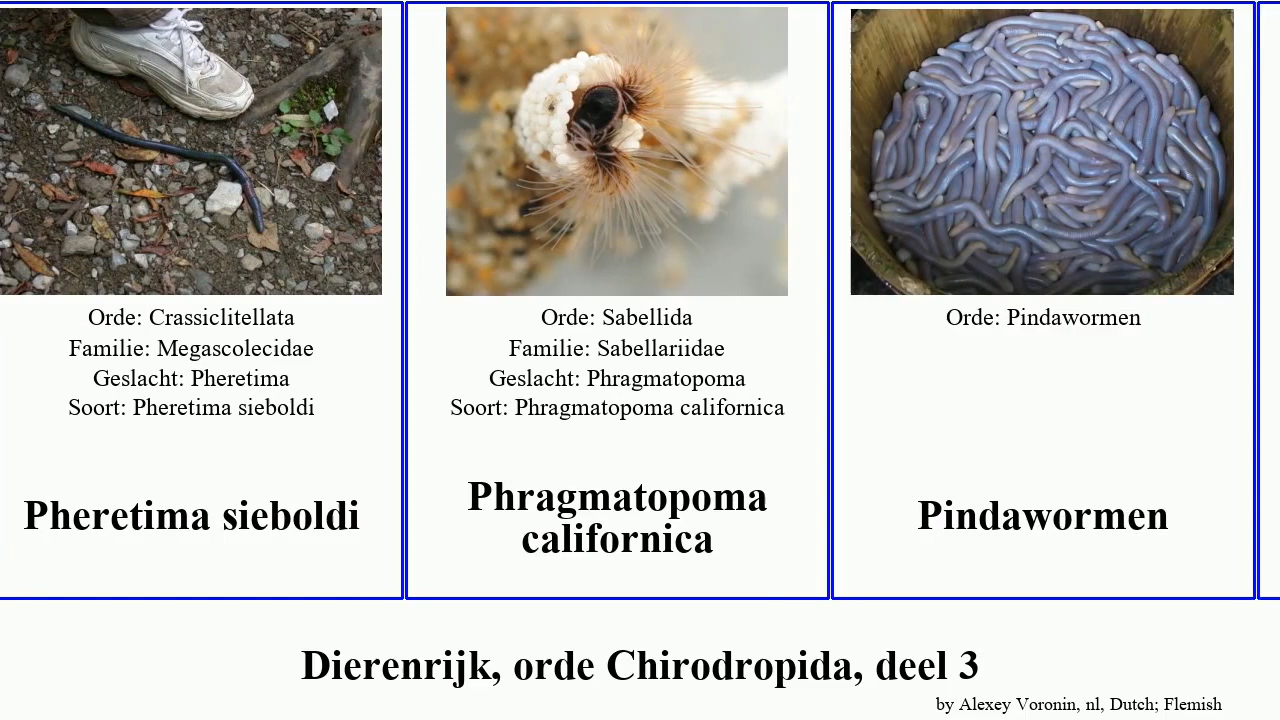 Orde: Crassiclitellata
Familie: Megascolecidae
Geslacht: Pheretima
Soort: Pheretima sieboldi
Pheretima sieboldi
Orde: Sabellida
Familie: Sabellariidae
Geslacht: Phragmatopoma
Soort: Phragmatopoma californica
Phragmatopoma
californica
Orde: Pindawormen
Pindawormen
Dierenrijk, orde Chirodropida, deel 3
by Alexey Voronin, nl, Dutch; Flemish